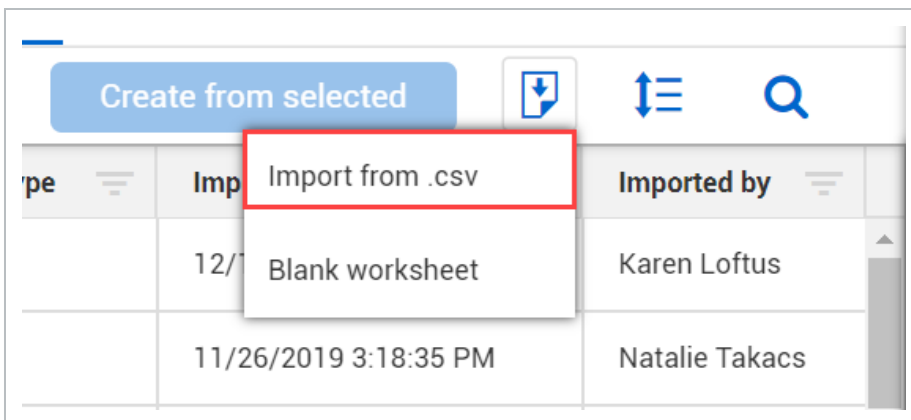 Create from selected
pe Imp Imported by
Import from .csv
12/ Karen Loftus
Blank worksheet
11/26/2019 3:18:35 PM Natalie Takacs